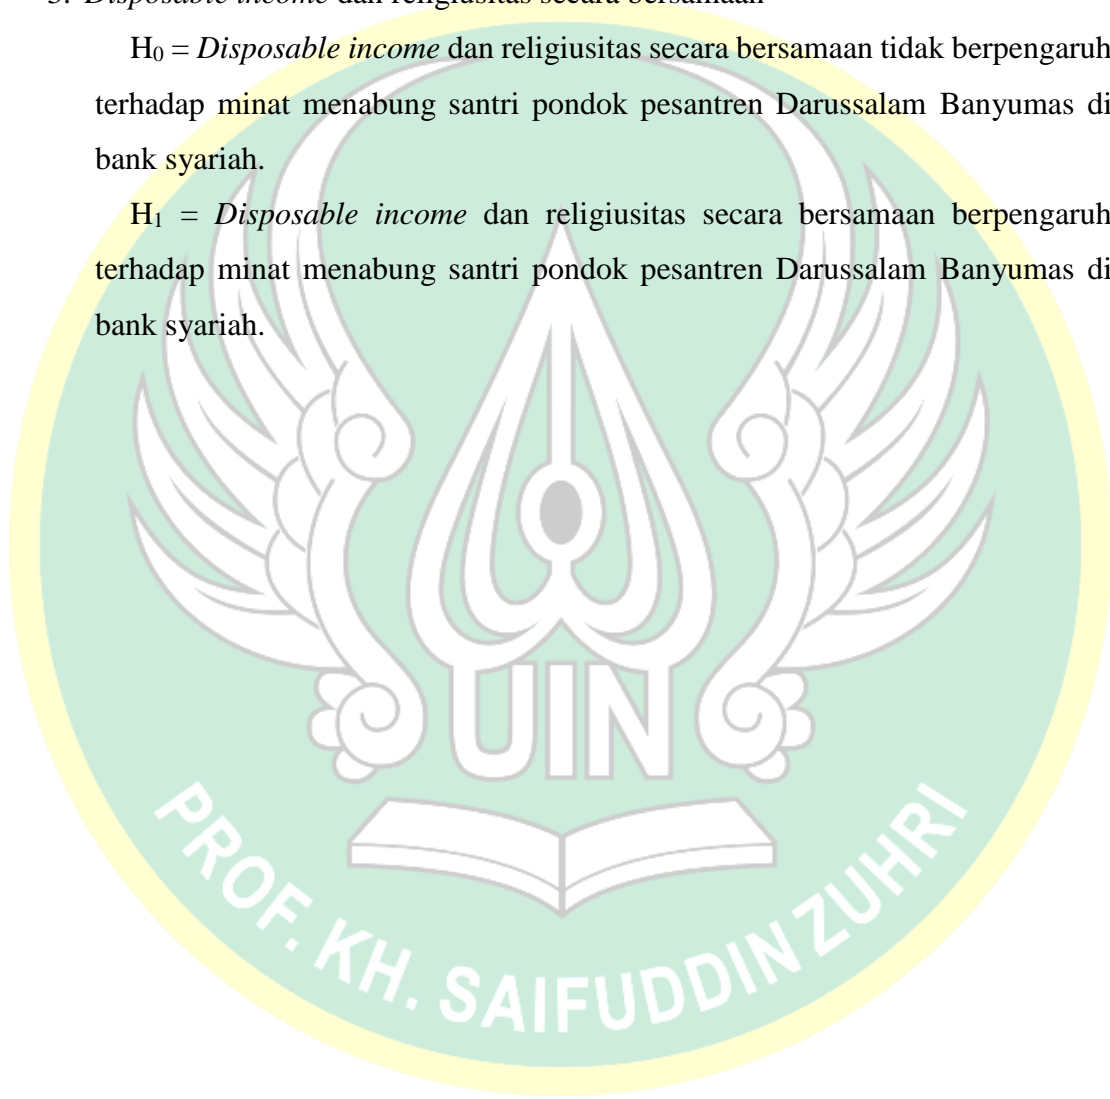 3. Disposable income dan religiusitas secara bersamaan
H₀ = Disposable income dan religiusitas secara bersamaan tidak berpengaruh
terhadap minat menabung santri pondok pesantren Darussalam Banyumas di
bank syariah.
H₁ = Disposable income dan religiusitas secara bersamaan berpengaruh
terhadap minat menabung santri pondok pesantren Darussalam Banyumas di
bank syariah.
UIN
PROF. KH. SAIFUDDIN ZUHRI